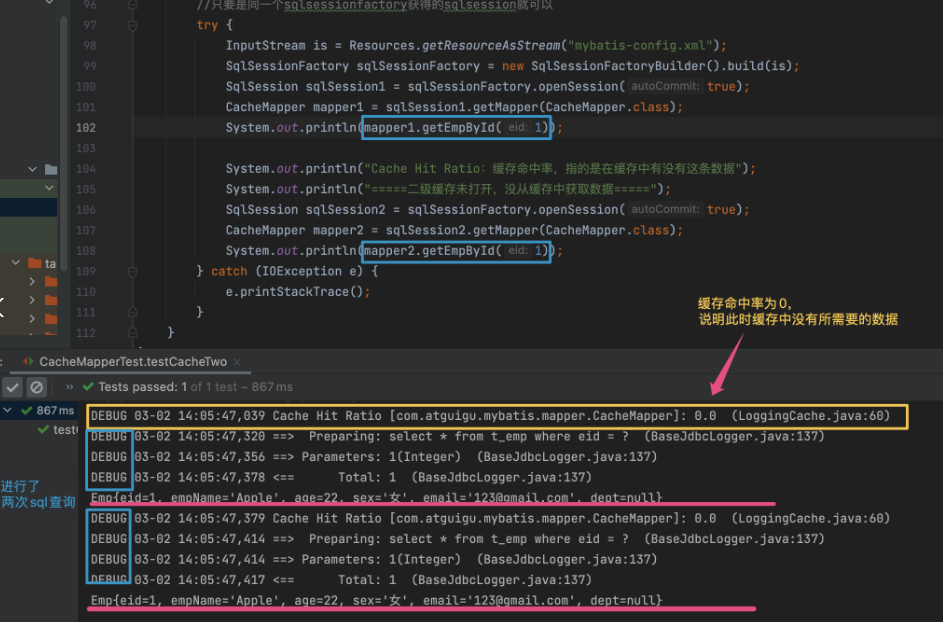 96 //只要是同一个sqlsessionfactory获得的sqlsession就可以
97 try {
98 InputStream is = Resources.getResourceAsStream("mybatis-config.xml");
99 SqlSessionFactory sqlSessionFactory = new SqlSessionFactoryBuilder().build(is);
100 SqlSession sqlSession1 = sqlSessionFactory.openSession( autoCommit: true);
101 CacheMapper mapper1 = sqlSession1.getMapper(CacheMapper.class);
102 System.out.println(mapper1.getEmpById( eid: 1));
103
104 System.out.println("Cache Hit Ratio：缓存命中率，指的是在缓存中有没有这条数据");
105 System.out.println("=====二级缓存未打开，没从缓存中获取数据=====");
106 SqlSession sqlSession2 = sqlSessionFactory.openSession( autoCommit: true);
107 CacheMapper mapper2 = sqlSession2.getMapper(CacheMapper.class);
108 System.out.println(mapper2.getEmpById( eid: 1));
109 } catch (IOException e) {
110 e.printStackTrace();
111 }
112 }
ta
缓存命中率为0，
说明此时缓存中没有所需要的数据
: CacheMapperTest.testCacheTwo ×
Tests passed: 1 of 1 test – 867 ms
867 ms
test
DEBUG 03-02 14:05:47,039 Cache Hit Ratio [com.atguigu.mybatis.mapper.CacheMapper]: 0.0 (LoggingCache.java:60)
DEBUG 03-02 14:05:47,320 ==>  Preparing: select * from t_emp where eid = ? (BaseJdbcLogger.java:137)
DEBUG 03-02 14:05:47,356 ==> Parameters: 1(Integer) (BaseJdbcLogger.java:137)
DEBUG 03-02 14:05:47,378 <==      Total: 1 (BaseJdbcLogger.java:137)
Emp{eid=1, empName='Apple', age=22, sex='女', email='123@gmail.com', dept=null}
DEBUG 03-02 14:05:47,379 Cache Hit Ratio [com.atguigu.mybatis.mapper.CacheMapper]: 0.0 (LoggingCache.java:60)
DEBUG 03-02 14:05:47,414 ==>  Preparing: select * from t_emp where eid = ? (BaseJdbcLogger.java:137)
DEBUG 03-02 14:05:47,414 ==> Parameters: 1(Integer) (BaseJdbcLogger.java:137)
DEBUG 03-02 14:05:47,417 <==      Total: 1 (BaseJdbcLogger.java:137)
Emp{eid=1, empName='Apple', age=22, sex='女', email='123@gmail.com', dept=null}
进行了
两次sql查询